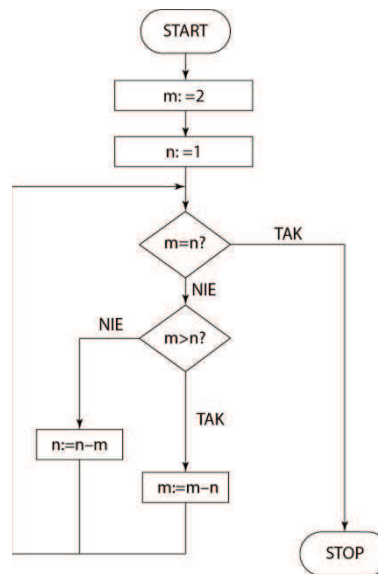 START
m: =2
n: =1
m=n?
TAK
NIE
m>n?
NIE
TAK
n:=n–m
m:=m–n
STOP